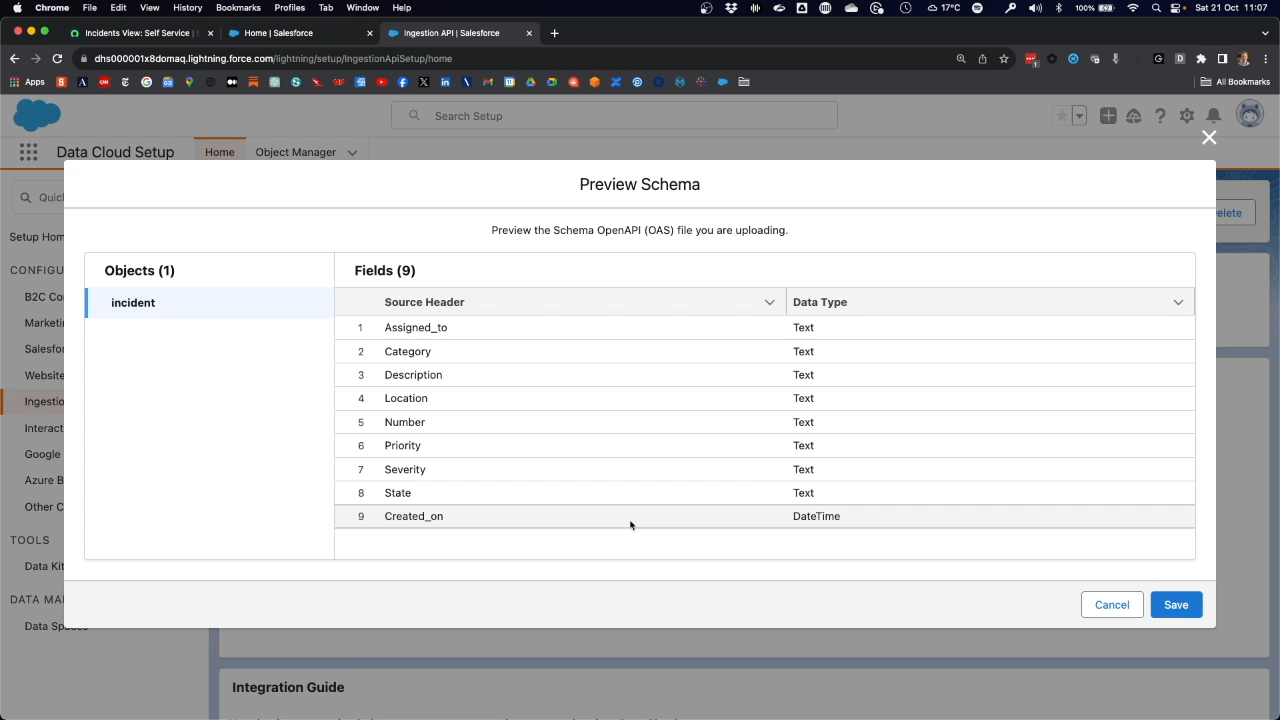 Chrome File Edit View History Bookmarks Profiles Tab Window Help 17°C 100% Sat 21 Oct 11:07
Incidents View: Self Service | Home | Salesforce Ingestion API | Salesforce
dhs000001x8domaq.lightning.force.com/lightning/setup/IngestionApiSetup/home
Apps All Bookmarks
Search Setup
Data Cloud Setup Home Object Manager
Preview Schema
Quic
elete
Preview the Schema OpenAPI (OAS) file you are uploading.
Setup Hom
Objects (1) Fields (9)
CONFIGU
B2C Co
incident Source Header Data Type
Marketi
1 Assigned_to Text
Salesfor
2 Category Text
Website
3 Description Text
Ingestio
4 Location Text
Interact
5 Number Text
Google
6 Priority Text
Azure B
7 Severity Text
Other C
8 State Text
9 Created_on DateTime
TOOLS
Data Kit
DATA MA
Cancel Save
Data Spaces
Integration Guide